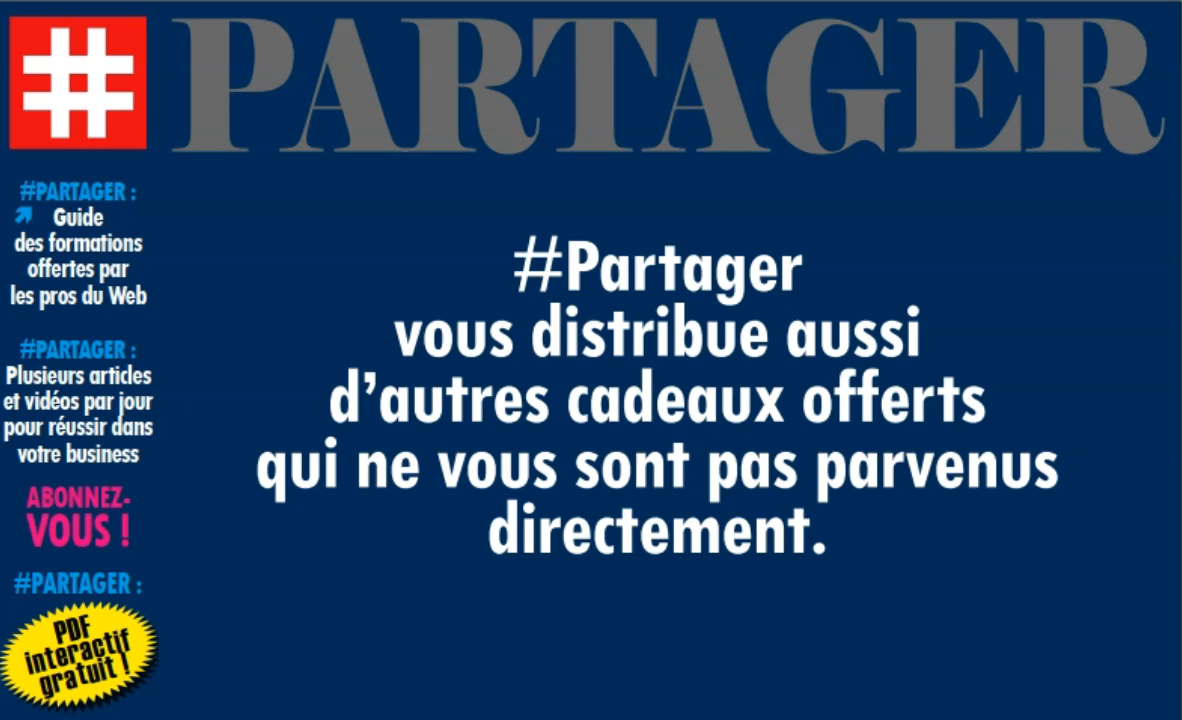 # PARTAGER
#PARTAGER :
Guide
des formations
offertes par
les pros du Web
#PARTAGER :
Plusieurs articles
et vidéos par jour
pour réussir dans
votre business
ABONNEZ-
VOUS !
#PARTAGER :
PDF
interactif
gratuit !
#Partager
vous distribue aussi
d’autres cadeaux offerts
qui ne vous sont pas parvenus
directement.